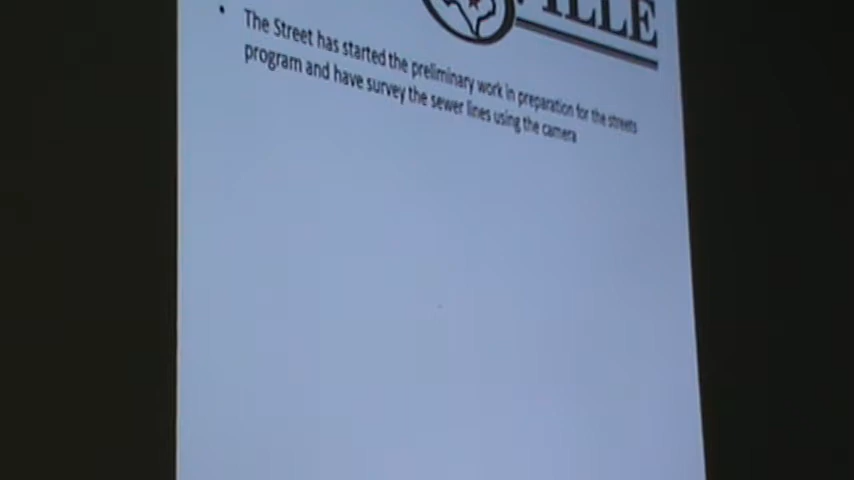 VILLE
• The Street has started the preliminary work in preparation for the streets
program and have survey the sewer lines using the camera